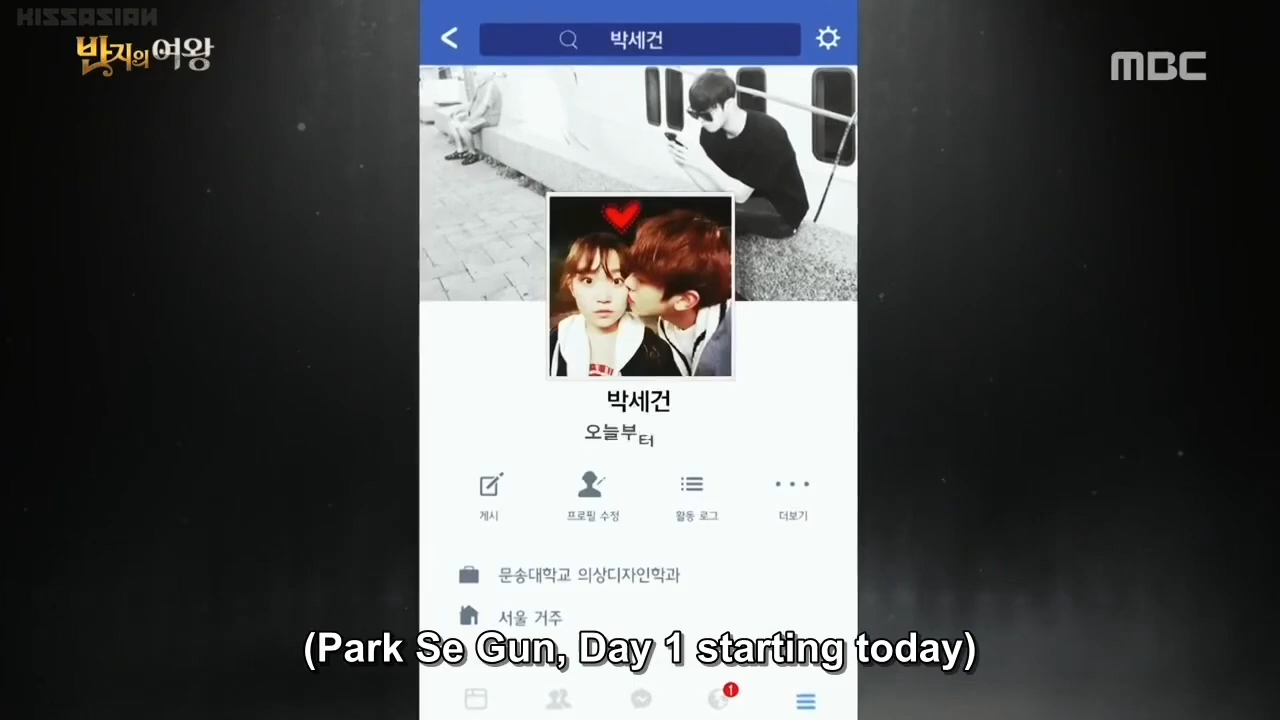 KISSASIAN
반지의 여왕
MBC
박세건
박세건
오늘부터
게시
프로필 수정
활동 로그
더보기
문송대학교 의상디자인학과
서울 거주
(Park Se Gun, Day 1 starting today)
1